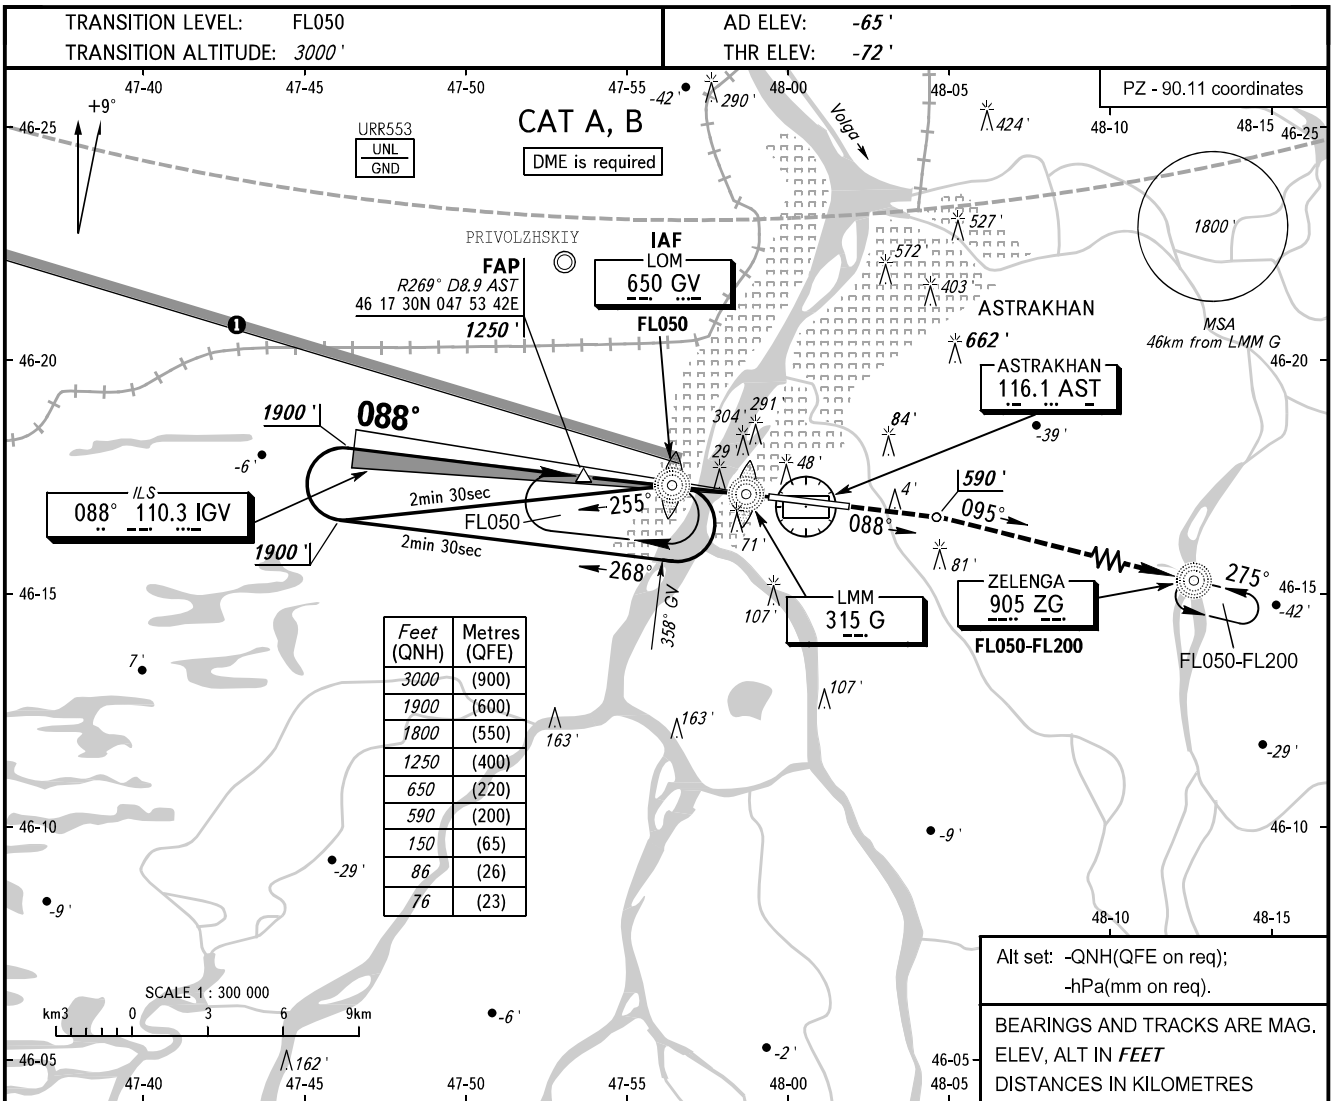 TRANSITION LEVEL: FL050
TRANSITION ALTITUDE: 3000 '
AD ELEV: -65 '
THR ELEV: -72 '
47-40 47-45 47-50 47-55 48-00 48-05
PZ - 90.11 coordinates
+9°
46-25
URR553
UNL
GND
CAT A, B
DME is required
-42 '
290 '
Volga
424 '
48-10
48-15
46-25
PRIVOLZHSKIY
IAF
LOM
650 GV
FL050
FAP
R269° D8.9 AST
46 17 30N 047 53 42E
1250 '
527 '
572 '
403 '
1800 '
MSA
46km from LMM G
ASTRAKHAN
662 '
1
46-20
46-20
ASTRAKHAN
116.1 AST
-39 '
1900 '
088°
-6 '
304 '
291 '
29 '
48 '
84 '
4 '
590 '
ILS
088° 110.3 IGV
2min 30sec
FL050
255°
088°
095°
1900 '
2min 30sec
268°
71 '
81 '
358° GV
107 '
LMM
315 G
ZELENGA
905 ZG
FL050-FL200
275°
46-15
46-15
-42 '
FL050-FL200
Feet (QNH) Metres (QFE)
3000 (900)
1900 (600)
1800 (550)
1250 (400)
650 (220)
590 (200)
150 (65)
86 (26)
76 (23)
7 '
163 '
163 '
107 '
-29 '
46-10
46-10
-29 '
-9 '
-9 '
48-10 48-15
SCALE 1 : 300 000
km3 0 3 6 9km
-6 '
-2 '
162 '
46-05
46-05
47-40 47-45 47-50 47-55 48-00 48-05
Alt set: -QNH(QFE on req);
-hPa(mm on req).
BEARINGS AND TRACKS ARE MAG.
ELEV, ALT IN FEET
DISTANCES IN KILOMETRES